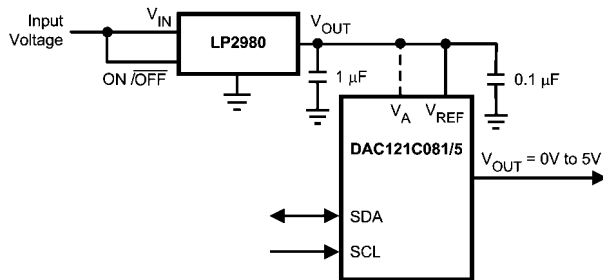 Input
Voltage
V_IN
LP2980
V_OUT
ON /OFF
1 μF
0.1 μF
V_A
V_REF
DAC121C081/5
V_OUT = 0V to 5V
SDA
SCL